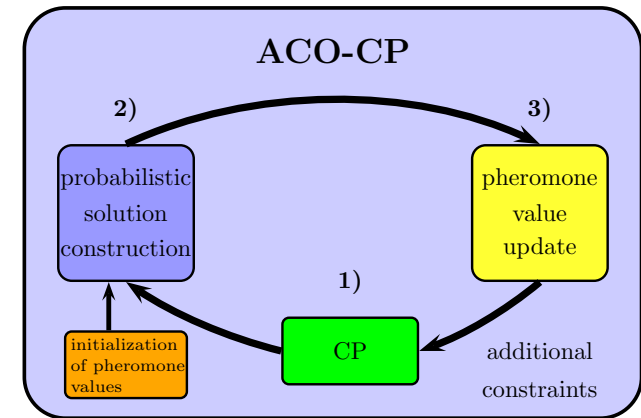 ACO-CP
2)
3)
probabilistic
solution
construction
pheromone
value
update
1)
initialization
of pheromone
values
CP
additional
constraints